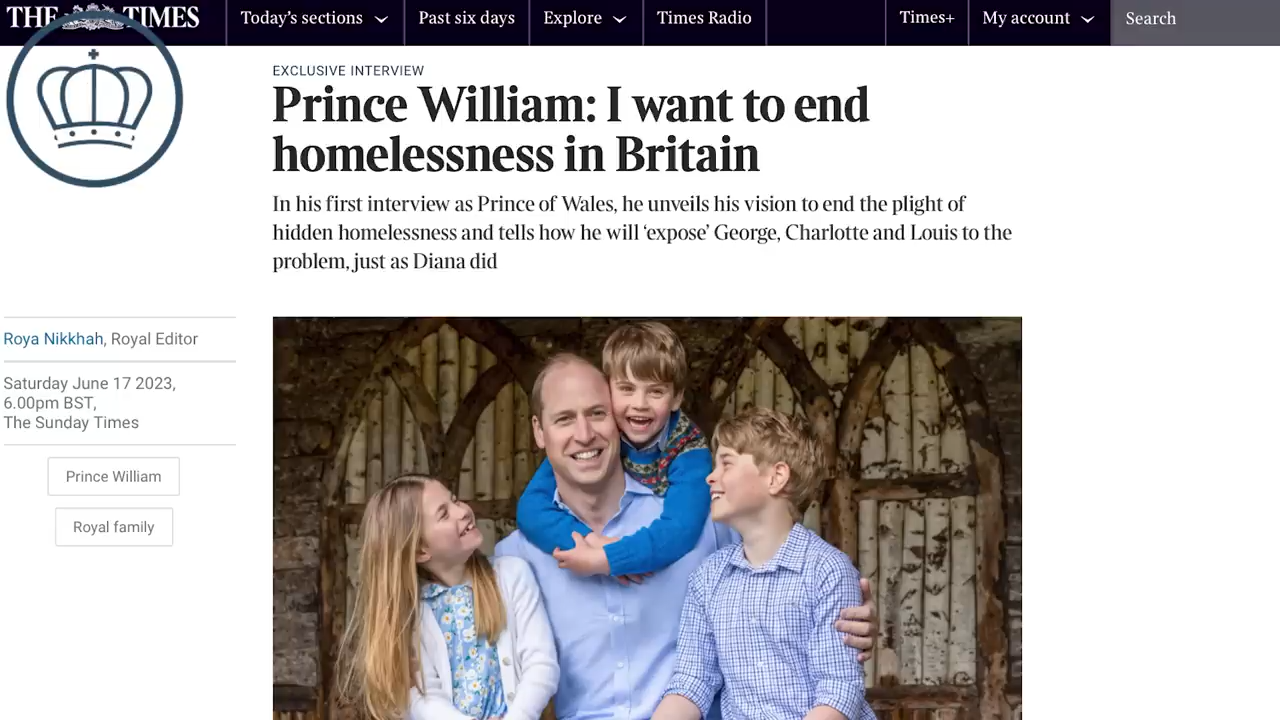 THE TIMES
Today's sections
Past six days
Explore
Times Radio
Times+
My account
Search
EXCLUSIVE INTERVIEW
Prince William: I want to end
homelessness in Britain
In his first interview as Prince of Wales, he unveils his vision to end the plight of
hidden homelessness and tells how he will ‘expose’ George, Charlotte and Louis to the
problem, just as Diana did
Roya Nikkhah, Royal Editor
Saturday June 17 2023,
6.00pm BST,
The Sunday Times
Prince William
Royal family